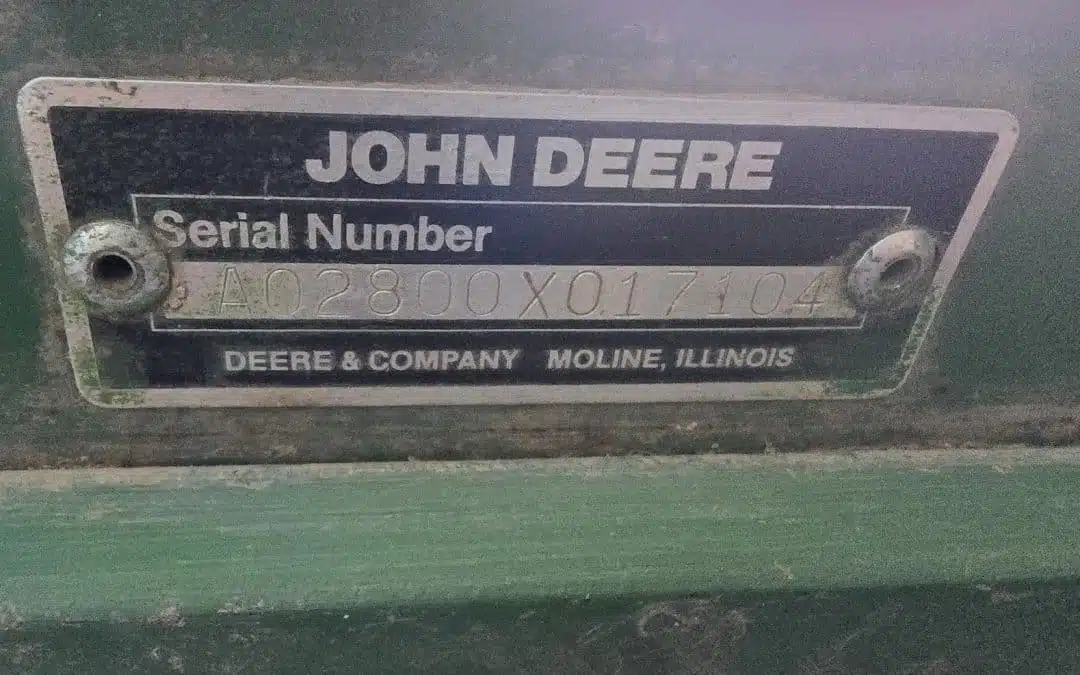 JOHN DEERE
Serial Number
A02800X017104
DEERE & COMPANY MOLINE, ILLINOIS